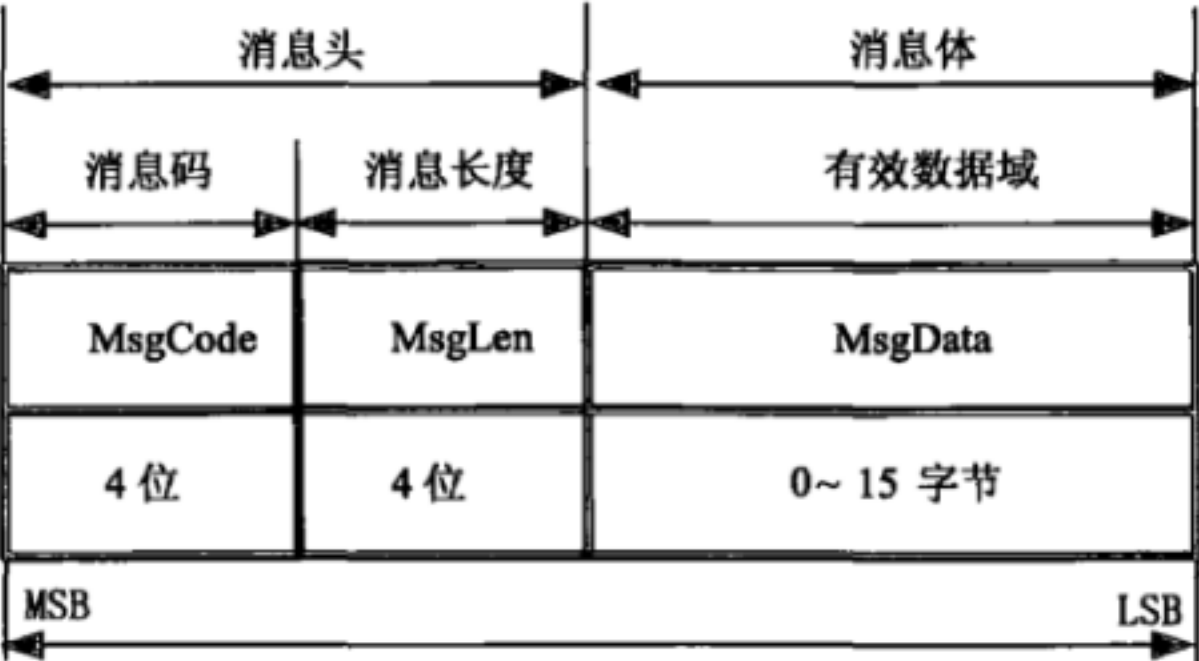 消息头 消息体
消息码 消息长度 有效数据域
MsgCode MsgLen MsgData
4 位 4 位 0~ 15 字节
MSB LSB